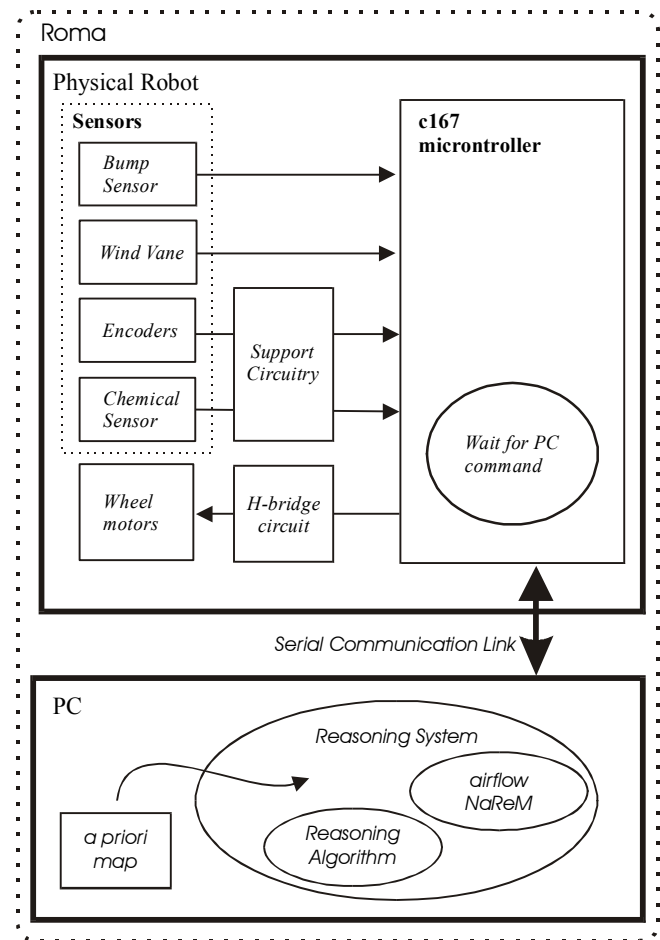 Roma
Physical Robot
Sensors
Bump
Sensor
Wind Vane
Encoders
Chemical
Sensor
Support
Circuitry
c167
microntroller
Wait for PC
command
Wheel
motors
H-bridge
circuit
Serial Communication Link
PC
Reasoning System
airflow
NaReM
Reasoning
Algorithm
a priori
map